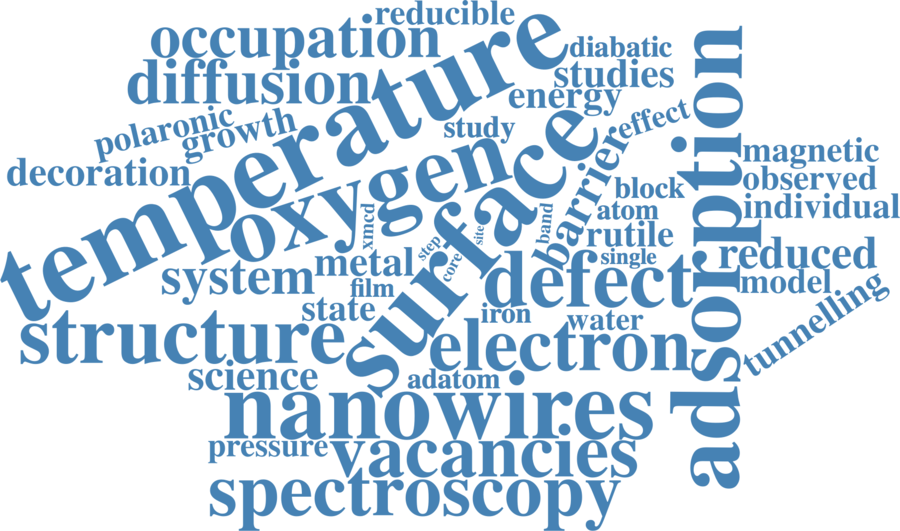 reducible
occupation
temperature
diabatic
diffusion
studies
energy
adsorption
polaronic
growth
study
effect
decoration
oxygen
surface
barrier
magnetic
block
observed
individual
xmcd
step
site
band
atom
rutile
system
metal
core
single
reduced
film
defect
model
state
iron
water
tunnelling
structure
electron
science
adatom
nanowires
pressure
vacancies
spectroscopy